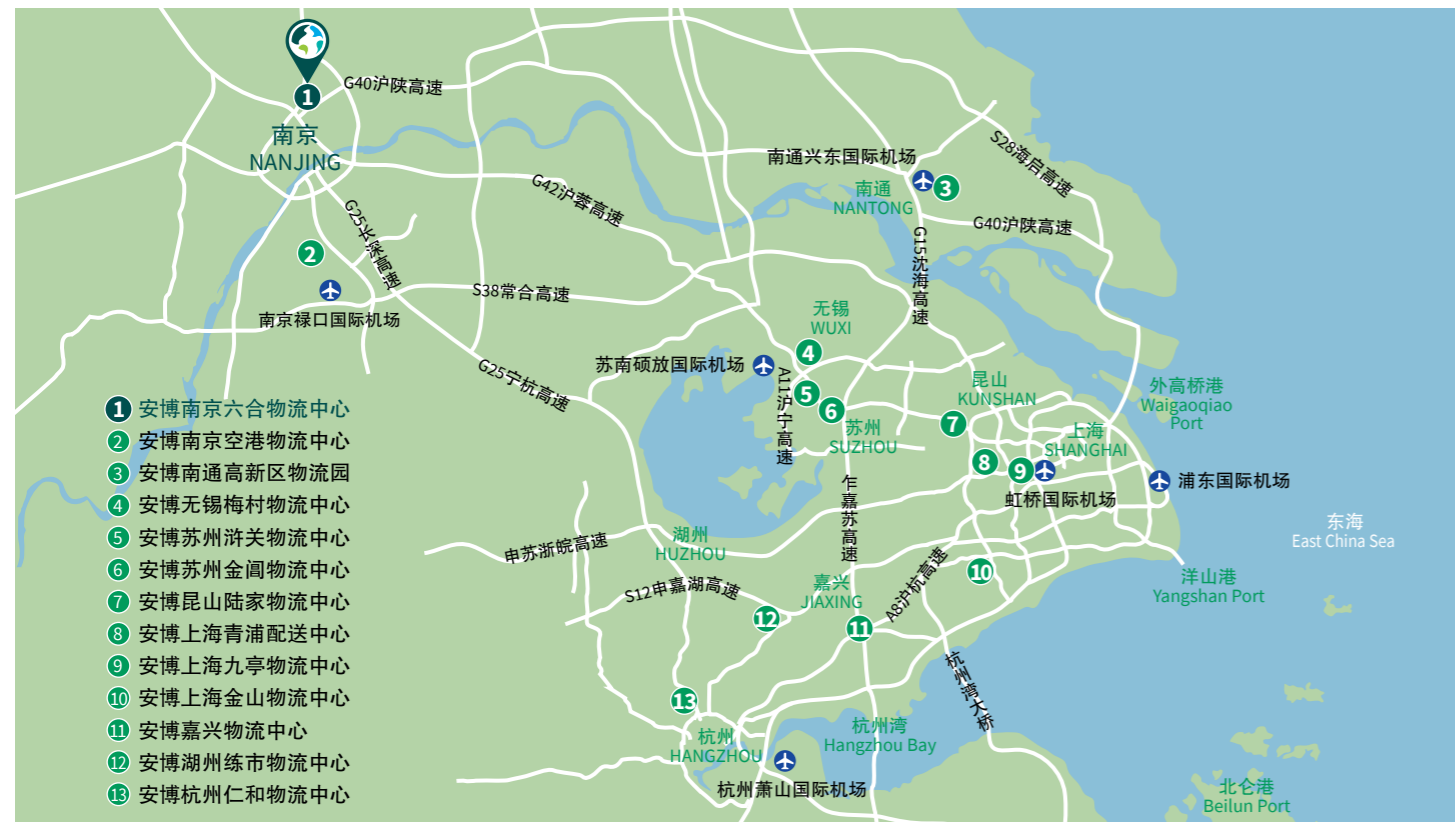 1
G40沪陕高速
南京
NANJING
南通兴东国际机场
S28海启高速
G42沪蓉高速
南通
NANTONG
3
G25长深高速
G40沪陕高速
2
G15沈海高速
S38常合高速
南京禄口国际机场
无锡
WUXI
4
苏南硕放国际机场
G25宁杭高速
A11沪宁高速
5
6
昆山
KUNSHAN
外高桥港
Waigaoqiao
Port
7
苏州
SUZHOU
上海
SHANGHAI
8
9
虹桥国际机场
浦东国际机场
乍嘉苏高速
东海
East China Sea
湖州
HUZHOU
申苏浙皖高速
S12申嘉湖高速
嘉兴
JIAXING
A8沪杭高速
10
洋山港
Yangshan Port
12
11
杭州湾大桥
13
杭州
HANGZHOU
杭州湾
Hangzhou Bay
杭州萧山国际机场
北仑港
Beilun Port
1 安博南京六合物流中心
2 安博南京空港物流中心
3 安博南通高新区物流园
4 安博无锡梅村物流中心
5 安博苏州浒关物流中心
6 安博苏州金阊物流中心
7 安博昆山陆家物流中心
8 安博上海青浦配送中心
9 安博上海九亭物流中心
10 安博上海金山物流中心
11 安博嘉兴物流中心
12 安博湖州练市物流中心
13 安博杭州仁和物流中心